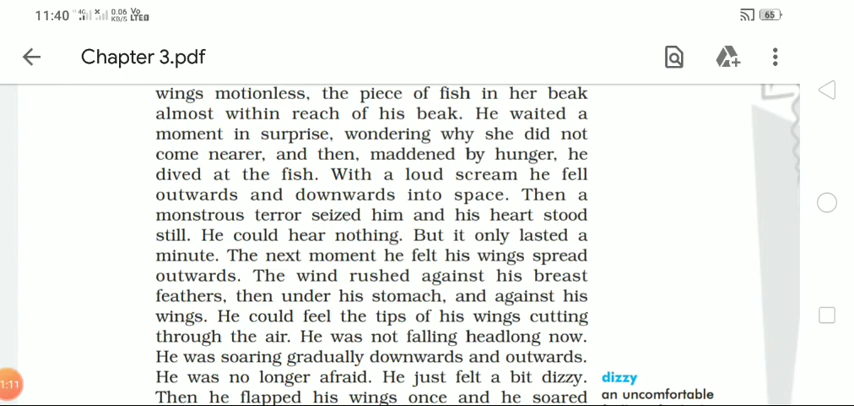 11:40 4G 0.06 KB/S Vo LTE 65
Chapter 3.pdf
wings motionless, the piece of fish in her beak
almost within reach of his beak. He waited a
moment in surprise, wondering why she did not
come nearer, and then, maddened by hunger, he
dived at the fish. With a loud scream he fell
outwards and downwards into space. Then a
monstrous terror seized him and his heart stood
still. He could hear nothing. But it only lasted a
minute. The next moment he felt his wings spread
outwards. The wind rushed against his breast
feathers, then under his stomach, and against his
wings. He could feel the tips of his wings cutting
through the air. He was not falling headlong now.
He was soaring gradually downwards and outwards.
He was no longer afraid. He just felt a bit dizzy.
Then he flapped his wings once and he soared
dizzy
an uncomfortable
1:11